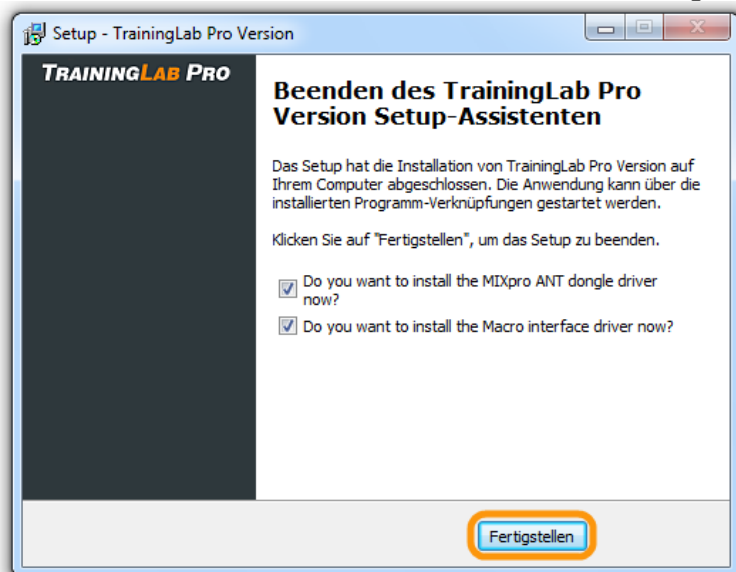 Setup - TrainingLab Pro Version
TRAININGLAB PRO
Beenden des TrainingLab Pro
Version Setup-Assistenten
Das Setup hat die Installation von TrainingLab Pro Version auf
Ihrem Computer abgeschlossen. Die Anwendung kann über die
installierten Programm-Verknüpfungen gestartet werden.
Klicken Sie auf "Fertigstellen", um das Setup zu beenden.
Do you want to install the MIXpro ANT dongle driver
now?
Do you want to install the Macro interface driver now?
Fertigstellen